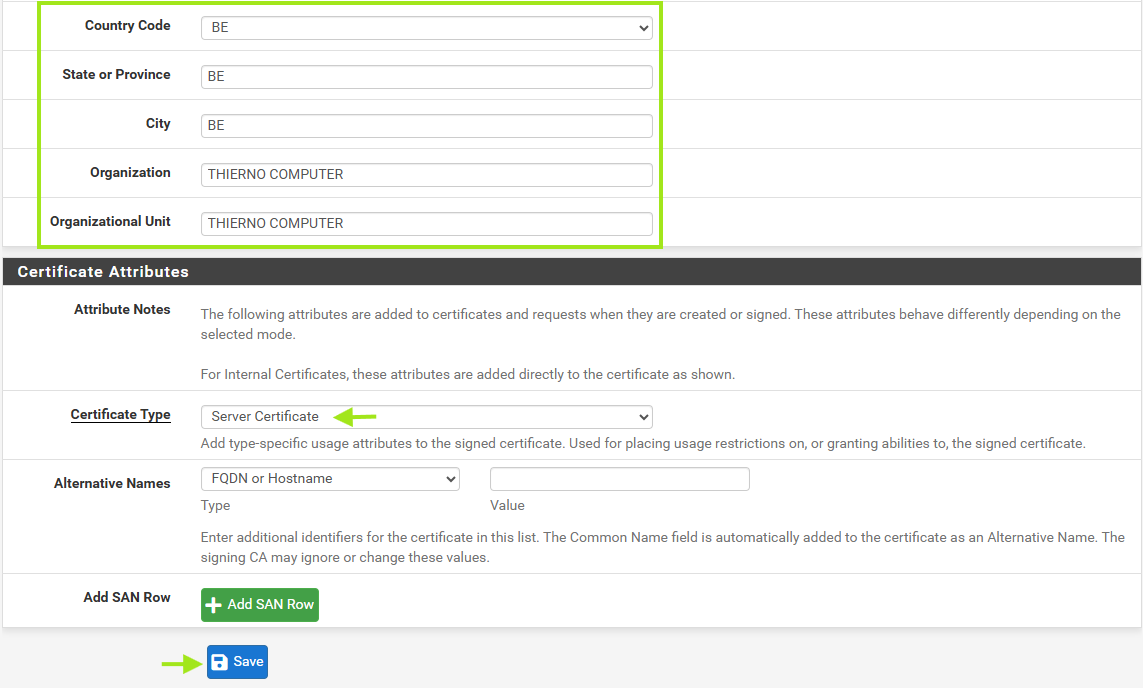 Country Code BE
State or Province BE
City BE
Organization THIERNO COMPUTER
Organizational Unit THIERNO COMPUTER
Certificate Attributes
Attribute Notes
The following attributes are added to certificates and requests when they are created or signed. These attributes behave differently depending on the
selected mode.
For Internal Certificates, these attributes are added directly to the certificate as shown.
Certificate Type Server Certificate
Add type-specific usage attributes to the signed certificate. Used for placing usage restrictions on, or granting abilities to, the signed certificate.
Alternative Names FQDN or Hostname
Type Value
Enter additional identifiers for the certificate in this list. The Common Name field is automatically added to the certificate as an Alternative Name. The
signing CA may ignore or change these values.
Add SAN Row Add SAN Row
Save